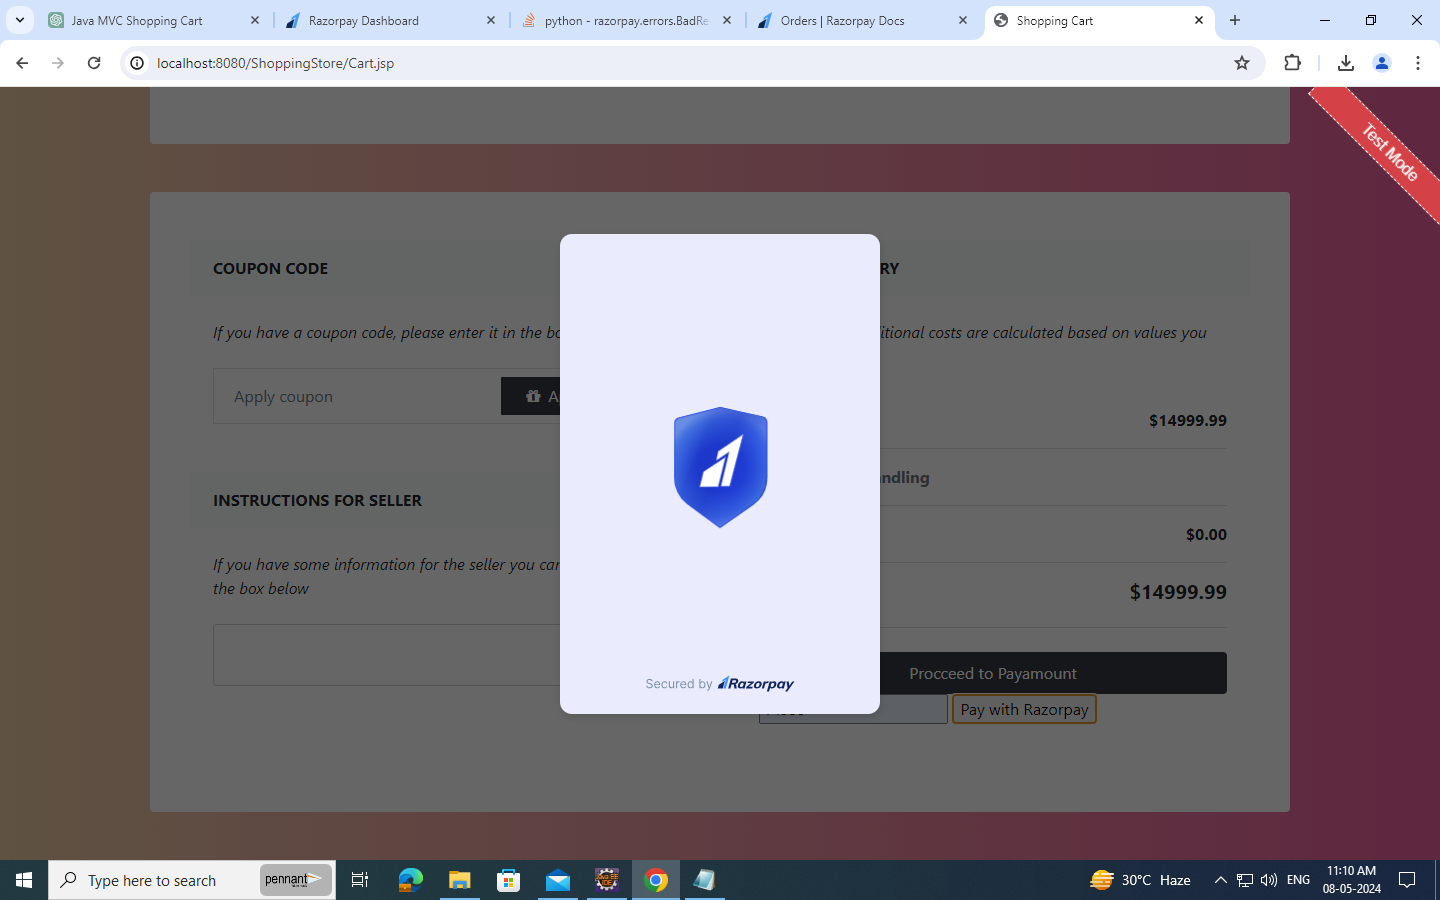 Java MVC Shopping Cart
Razorpay Dashboard
python - razorpay.errors.BadRe
Orders | Razorpay Docs
Shopping Cart
localhost:8080/ShoppingStore/Cart.jsp
Test Mode
COUPON CODE
RY
If you have a coupon code, please enter it in the bo
itional costs are calculated based on values you
Apply coupon
A
$14999.99
ndling
INSTRUCTIONS FOR SELLER
$0.00
If you have some information for the seller you can
the box below
$14999.99
Procceed to Payamount
Secured by Razorpay
Pay with Razorpay
Type here to search
pennant
30°C Haze
ENG
11:10 AM
08-05-2024